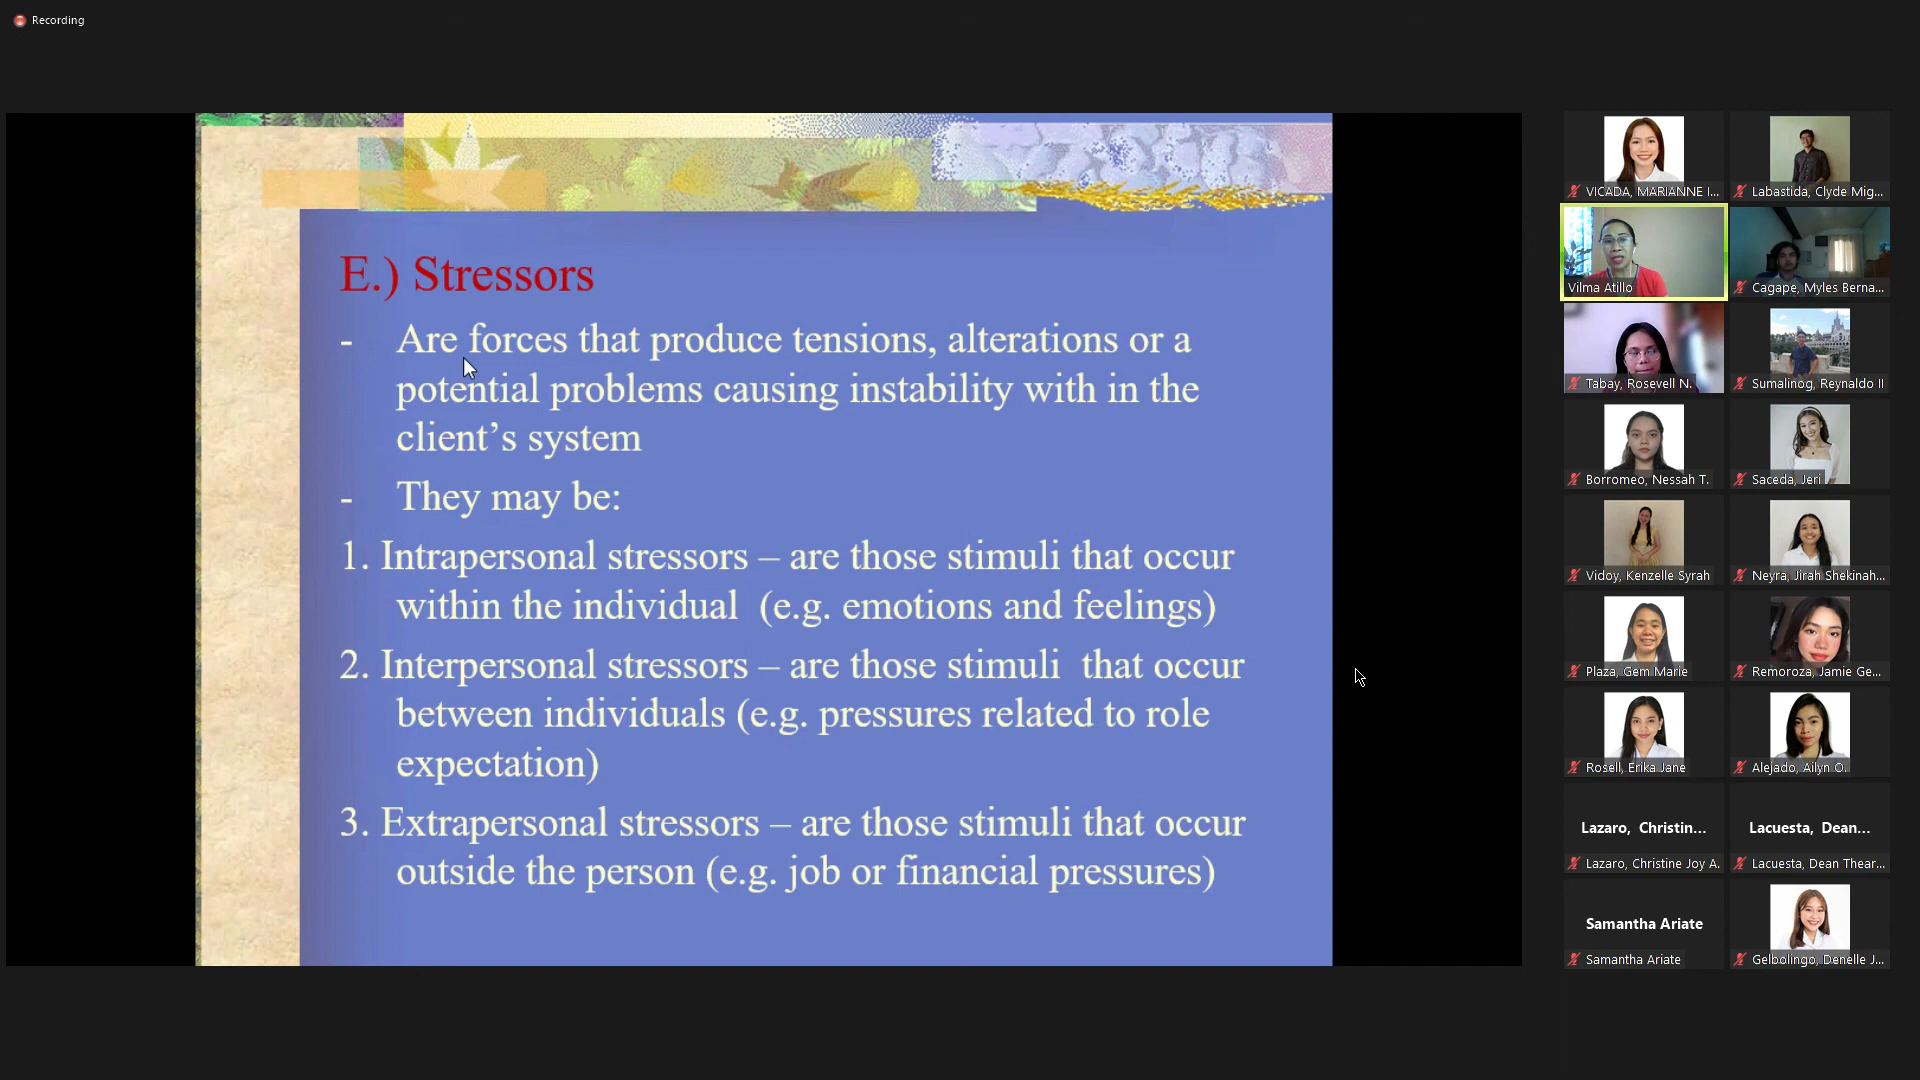 Recording
E.) Stressors
- Are forces that produce tensions, alterations or a
potential problems causing instability with in the
client’s system
- They may be:
1. Intrapersonal stressors – are those stimuli that occur
within the individual (e.g. emotions and feelings)
2. Interpersonal stressors – are those stimuli that occur
between individuals (e.g. pressures related to role
expectation)
3. Extrapersonal stressors – are those stimuli that occur
outside the person (e.g. job or financial pressures)
VICADA, MARIANNE I...
Labastida, Clyde Mig...
Vilma Atillo
Cagape, Myles Berna...
Tabay, Rosevell N.
Sumalinog, Reynaldo II
Borromeo, Nessah T.
Saceda, Jeri
Vidoy, Kenzelle Syrah
Neyra, Jirah Shekinah...
Plaza, Gem Marie
Remoroza, Jamie Ge...
Rosell, Erika Jane
Alejado, Ailyn O.
Lazaro, Christin...
Lacuesta, Dean...
Lazaro, Christine Joy A.
Lacuesta, Dean Thear...
Samantha Ariate
Samantha Ariate
Gelbolingo, Denelle J...